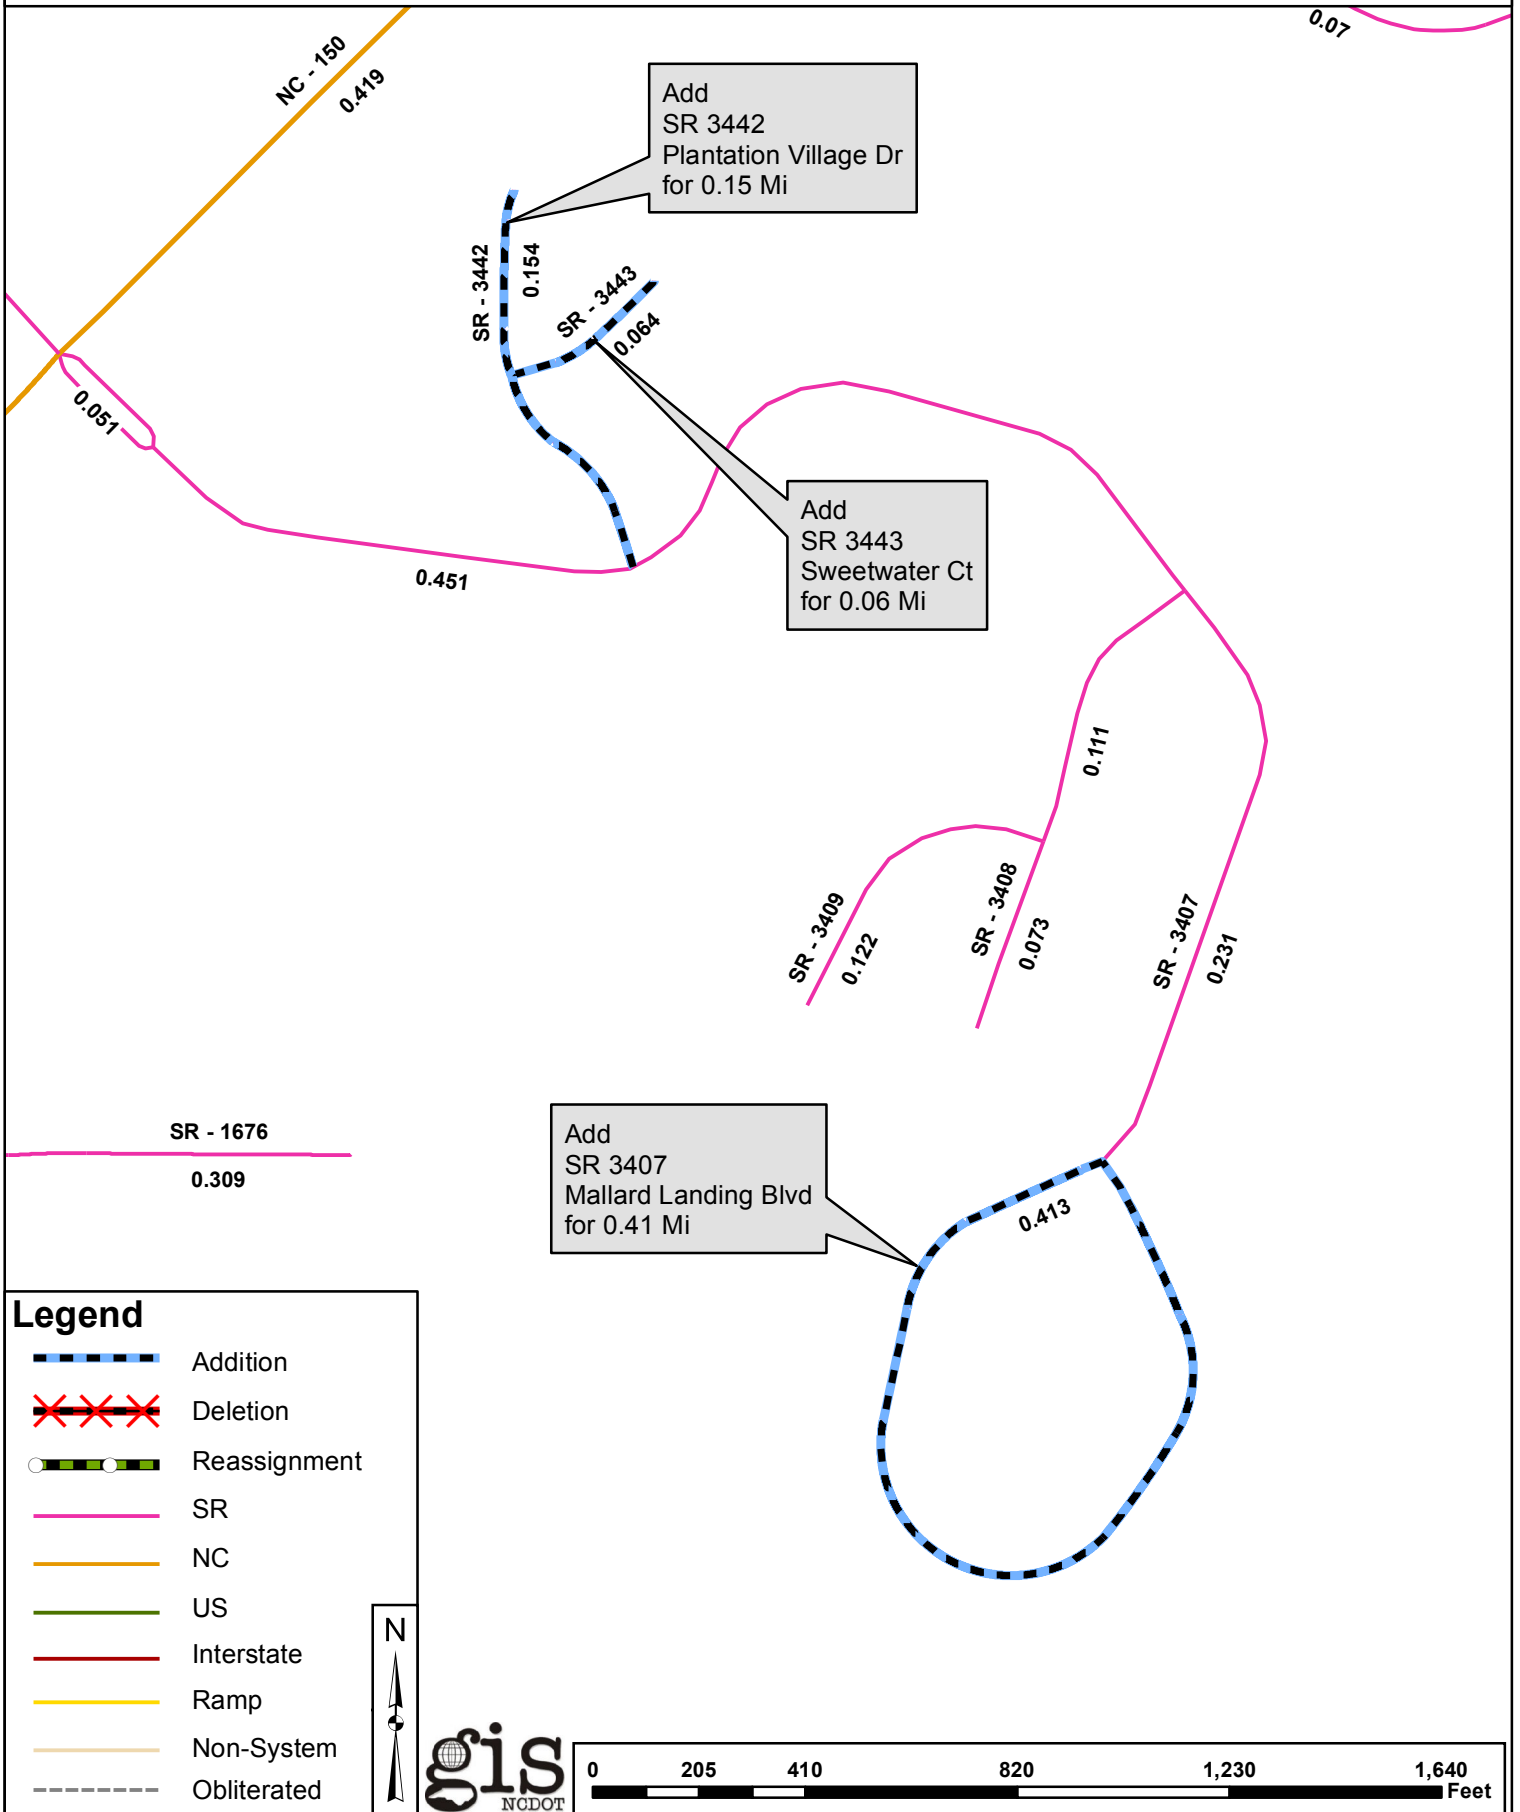 0.07
NC - 150
0.419
Add
SR 3442
Plantation Village Dr
for 0.15 Mi
SR - 3442
0.154
SR - 3443
0.064
0.051
0.451
Add
SR 3443
Sweetwater Ct
for 0.06 Mi
0.111
SR - 3409
0.122
SR - 3408
0.073
SR - 3407
0.231
SR - 1676
0.309
Add
SR 3407
Mallard Landing Blvd
for 0.41 Mi
0.413
Legend
Addition
Deletion
Reassignment
SR
NC
US
Interstate
Ramp
Non-System
Obliterated
N
gis
NCDOT
0 205 410 820 1,230 1,640
Feet